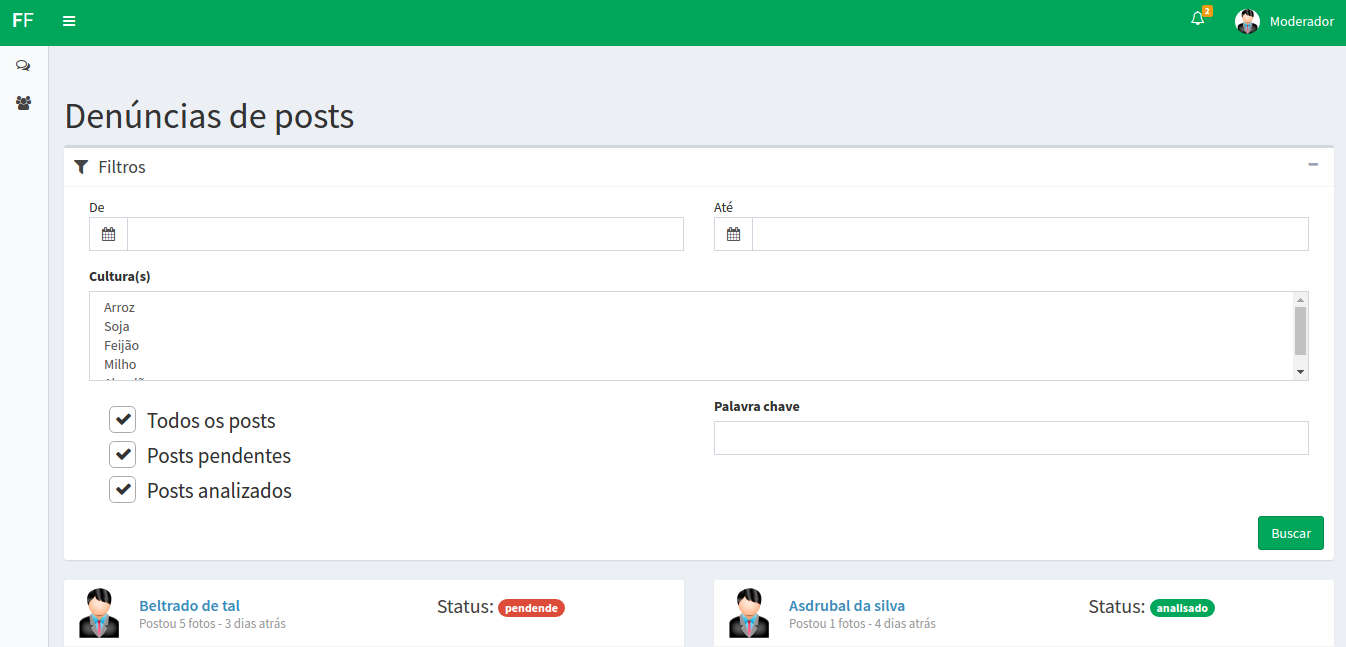 FF
2
Moderador
Denúncias de posts
Filtros
De
Até
Cultura(s)
Arroz
Soja
Feijão
Milho
Todos os posts
Palavra chave
Posts pendentes
Posts analizados
Buscar
Beltrado de tal
Status: pendende
Postou 5 fotos - 3 dias atrás
Asdrubal da silva
Status: analisado
Postou 1 fotos - 4 dias atrás